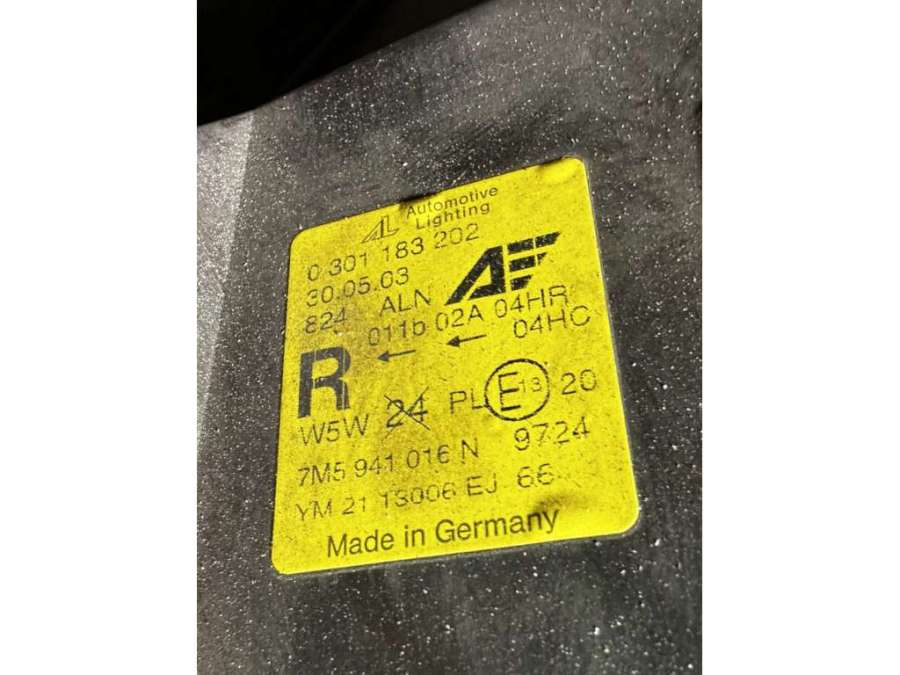 AL Automotive
Lighting
0 301 183 202
30.05.03
824 ALN
011b 02A 04HR
04HC
R ← ←
W5W 24 PL E13 20
7M5 941 016 N 9724
YM 21 13006 EJ 66
Made in Germany